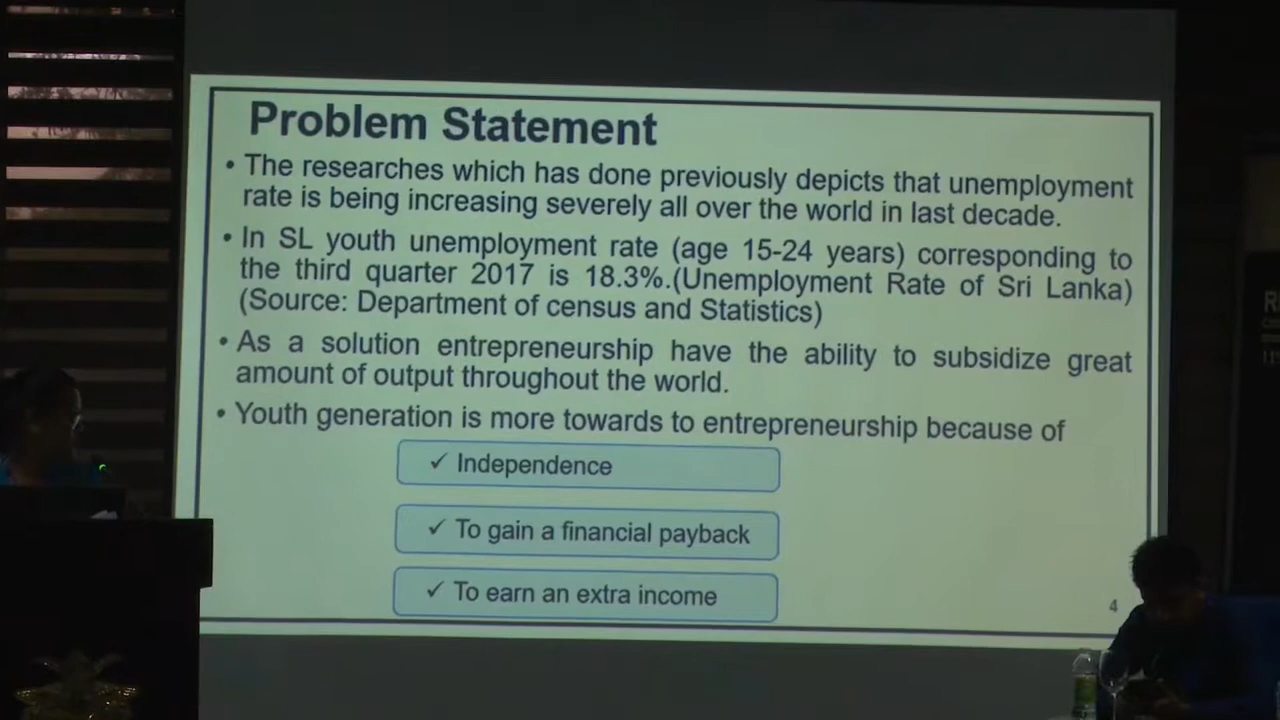 Problem Statement
• The researches which has done previously depicts that unemployment
rate is being increasing severely all over the world in last decade.
• In SL youth unemployment rate (age 15-24 years) corresponding to
the third quarter 2017 is 18.3%.(Unemployment Rate of Sri Lanka)
(Source: Department of census and Statistics)
• As a solution entrepreneurship have the ability to subsidize great
amount of output throughout the world.
• Youth generation is more towards to entrepreneurship because of
✓ Independence
✓ To gain a financial payback
✓ To earn an extra income
4